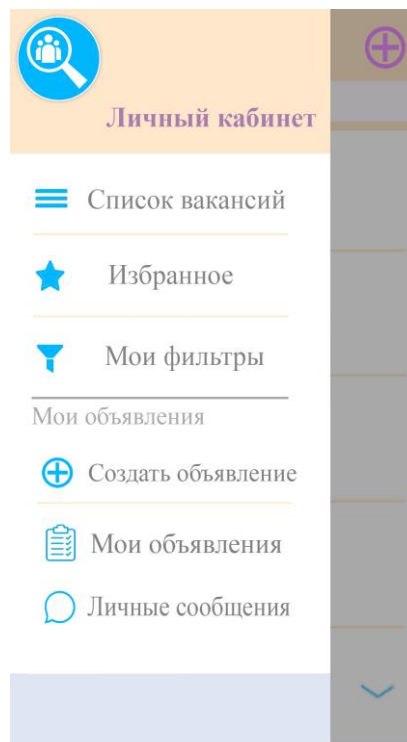 Личный кабинет
Список вакансий
Избранное
Мои фильтры
Мои объявления
Создать объявление
Мои объявления
Личные сообщения